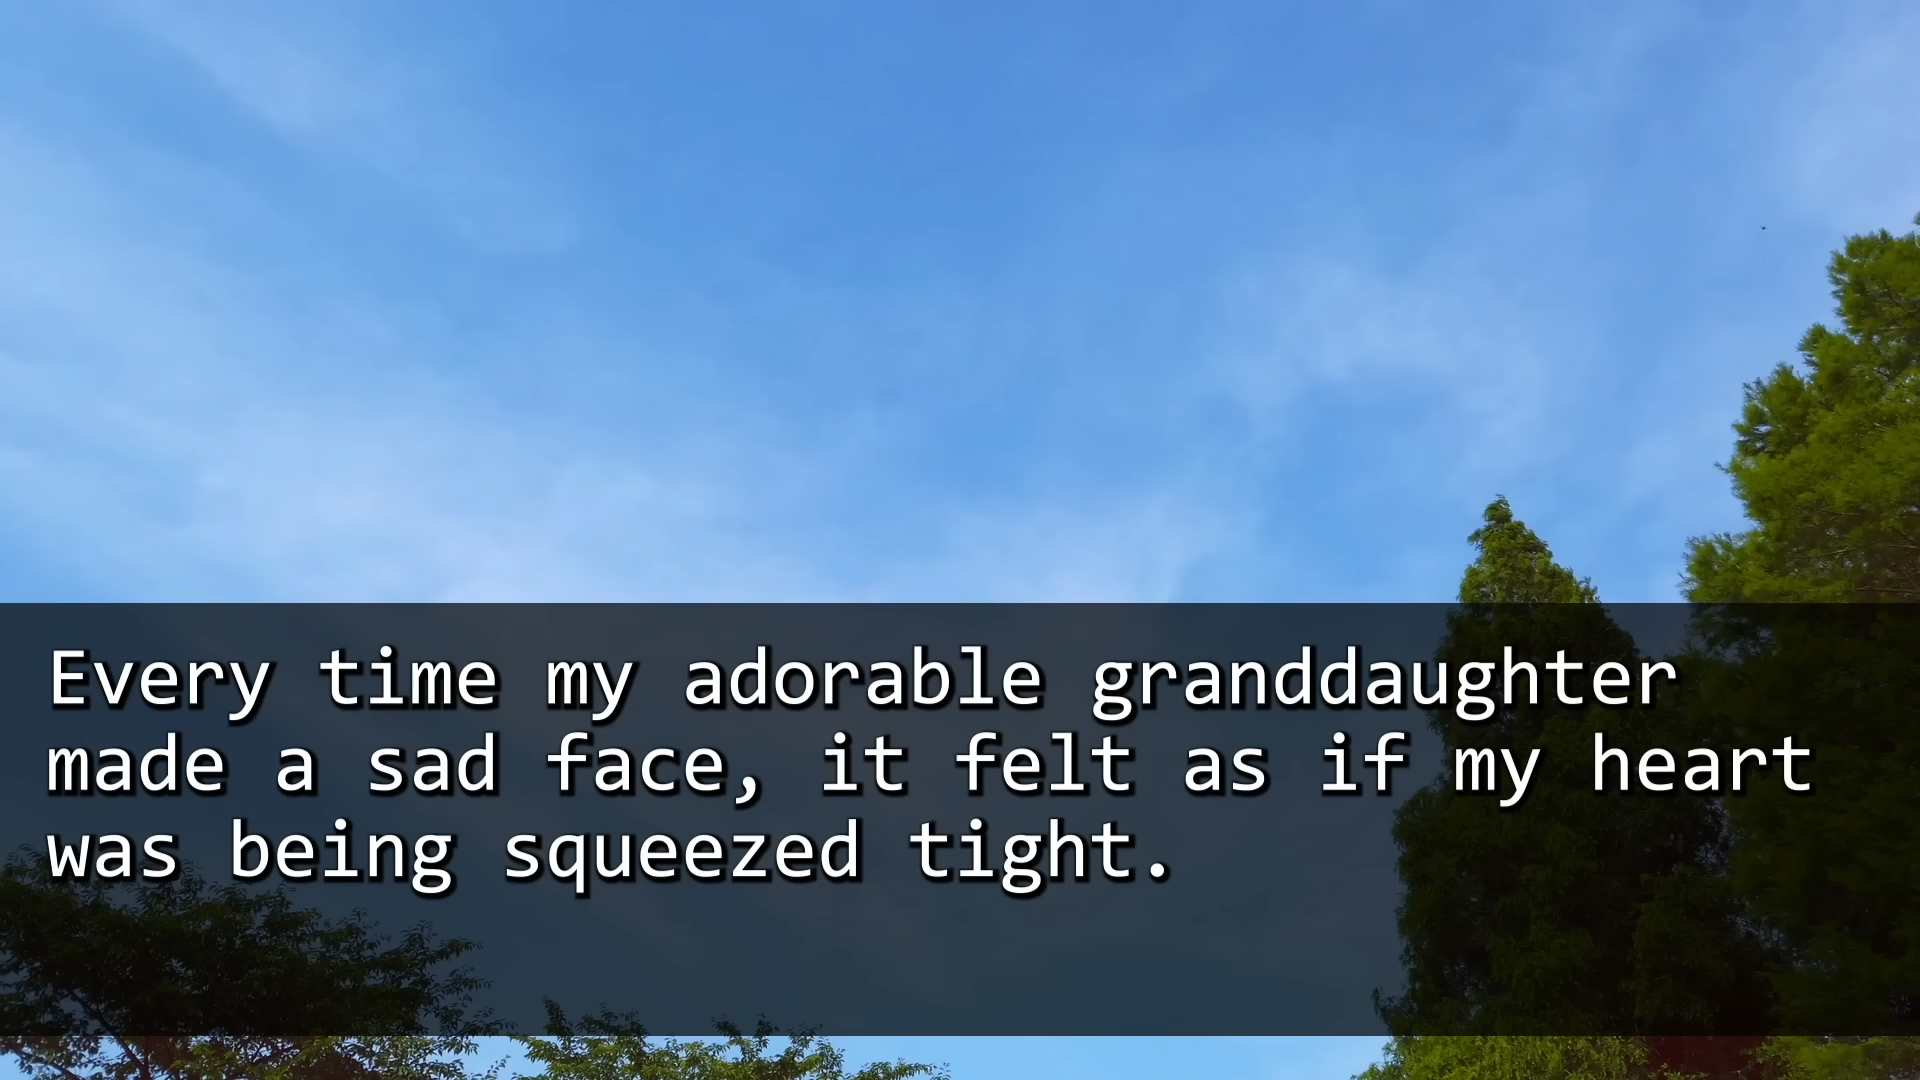 Every time my adorable granddaughter
made a sad face, it felt as if my heart
was being squeezed tight.